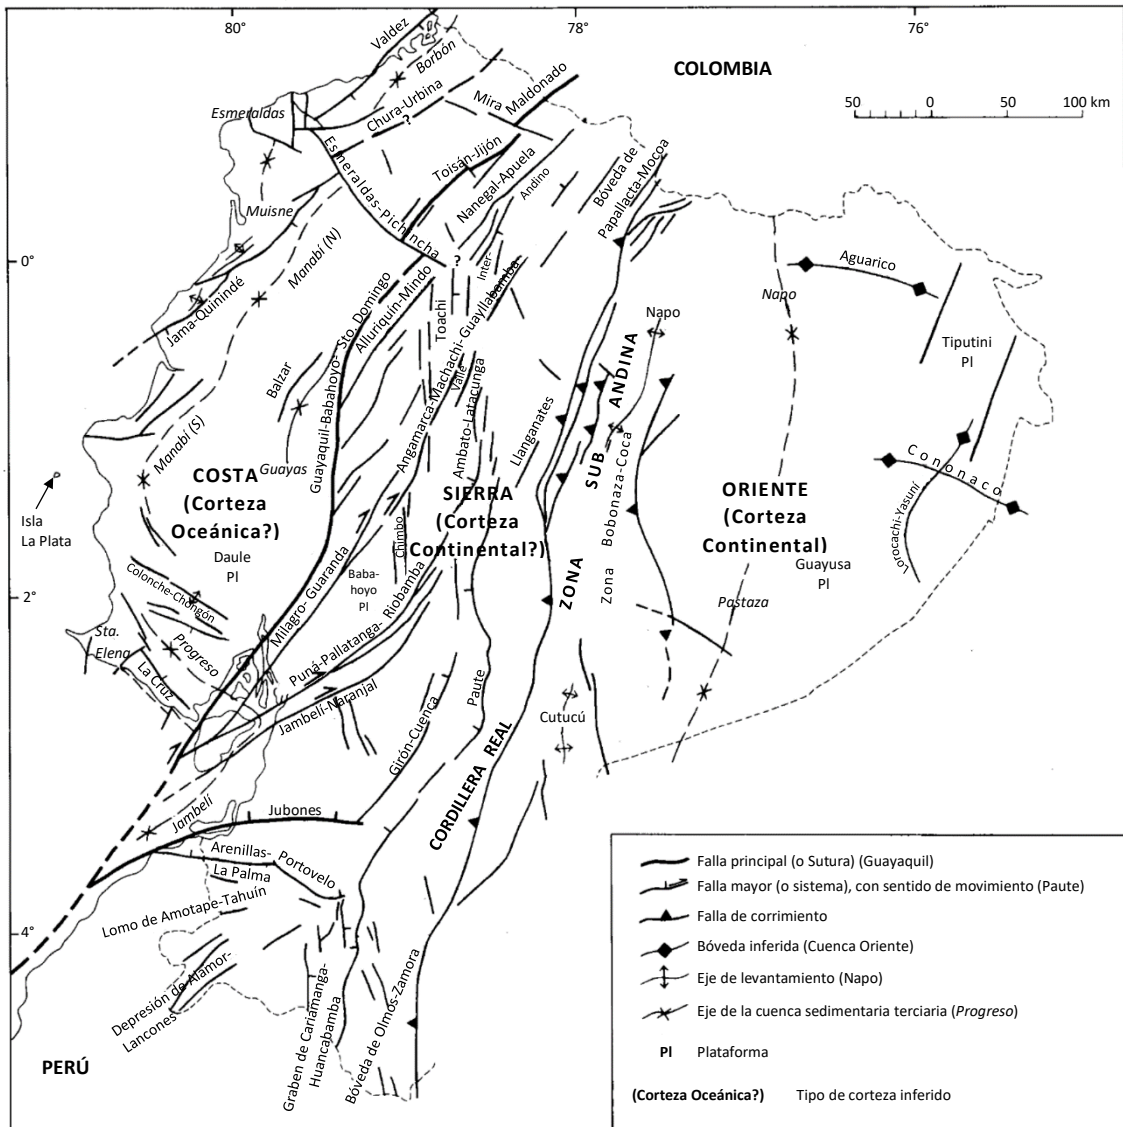 80°
78°
76°
COLOMBIA
50
0
50
100 km
Valdez
Borbón
Esmeraldas
Chura-Urbina
?
Mira
Maldonado
Esmeraldas-Pichincha
Toisán-Jijón
Nanegal-Apuela
Andino
Bóveda de
Papallacta-Mocoa
Muisne
Manabí (N)
0°
?
Inter-
Aguarico
Jama-Quinindé
Sto. Domingo
Alluriquín-Mindo
Toachi
Angamarca-Machachi-Guayllabamba-
Valle
Napo
Napo
Tiputini
Pl
Balzar
Guayaquil-Babahoyo-
Ambato-Latacunga
Llanganates
ZONA SUB ANDINA
Manabí (S)
Guayas
Zona Bobonaza-Coca
COSTA
(Corteza
Oceánica?)
SIERRA
(Corteza
Continental?)
ORIENTE
(Corteza
Continental)
Cononaco
Lorocachi-Yasuní
Isla
La Plata
Daule
Pl
Chimbo
Guayusa
Pl
Colonche-Chongón
Milagro-Guaranda
Baba-
hoyo
Pl
2°
Pastaza
Sta.
Elena
Progreso
La Cruz
Puná-Pallatanga-Riobamba
Jambelí-Naranjal
Girón-Cuenca
Paute
Cutucú
CORDILLERA REAL
Jambelí
Jubones
Arenillas-Portovelo
La Palma
Lomo de Amotape-Tahuín
4°
Depresión de Alamor-
Lancones
Graben de Cariamanga-
Huancabamba
Bóveda de Olmos-Zamora
PERÚ
Falla principal (o Sutura) (Guayaquil)
Falla mayor (o sistema), con sentido de movimiento (Paute)
Falla de corrimiento
Bóveda inferida (Cuenca Oriente)
Eje de levantamiento (Napo)
Eje de la cuenca sedimentaria terciaria (Progreso)
Pl Plataforma
(Corteza Oceánica?) Tipo de corteza inferido